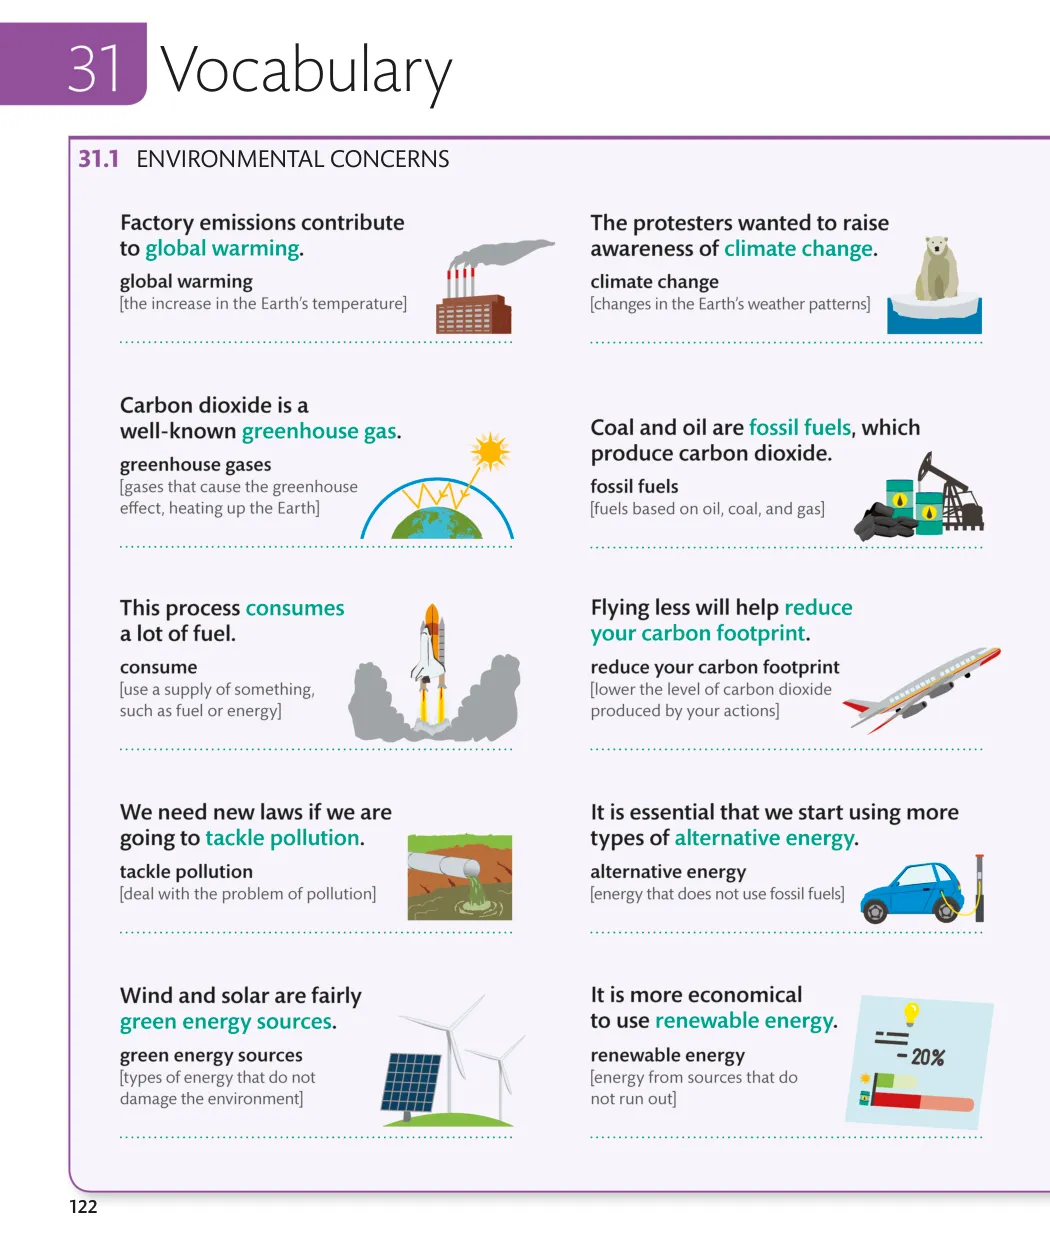 31 Vocabulary
31.1 ENVIRONMENTAL CONCERNS
Factory emissions contribute
to global warming.
global warming
[the increase in the Earth's temperature]
The protesters wanted to raise
awareness of climate change.
climate change
[changes in the Earth's weather patterns]
Carbon dioxide is a
well-known greenhouse gas.
greenhouse gases
[gases that cause the greenhouse
effect, heating up the Earth]
Coal and oil are fossil fuels, which
produce carbon dioxide.
fossil fuels
[fuels based on oil, coal, and gas]
This process consumes
a lot of fuel.
consume
[use a supply of something,
such as fuel or energy]
Flying less will help reduce
your carbon footprint.
reduce your carbon footprint
[lower the level of carbon dioxide
produced by your actions]
We need new laws if we are
going to tackle pollution.
tackle pollution
[deal with the problem of pollution]
It is essential that we start using more
types of alternative energy.
alternative energy
[energy that does not use fossil fuels]
Wind and solar are fairly
green energy sources.
green energy sources
[types of energy that do not
damage the environment]
It is more economical
to use renewable energy.
renewable energy
[energy from sources that do
not run out]
- 20%
122